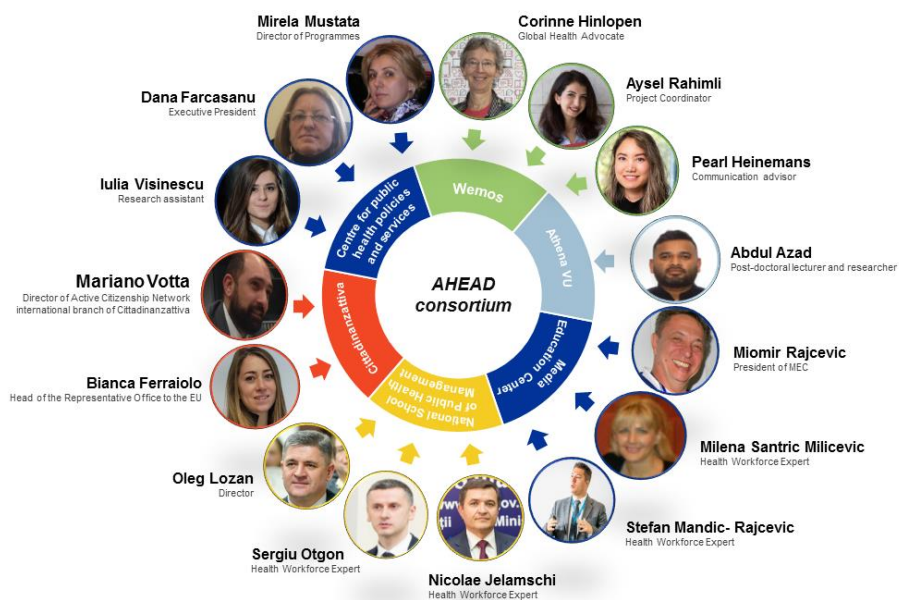 Mirela Mustata
Director of Programmes
Corinne Hinlopen
Global Health Advocate
Dana Farcasanu
Executive President
Aysel Rahimli
Project Coordinator
Iulia Visinescu
Research assistant
Pearl Heinemans
Communication advisor
Mariano Votta
Director of Active Citizenship Network
international branch of Cittadinanzattiva
Abdul Azad
Post-doctoral lecturer and researcher
Bianca Ferraiolo
Head of the Representative Office to the EU
Miomir Rajcevic
President of MEC
Oleg Lozan
Director
Milena Santric Milicevic
Health Workforce Expert
Sergiu Otgon
Health Workforce Expert
Stefan Mandic- Rajcevic
Health Workforce Expert
Nicolae Jelamschi
Health Workforce Expert
AHEAD
consortium
Wemos
Athena VU
Media
Education Center
National School
of Public Health
Management
Cittadinanzattiva
Centre for public
health policies
and services